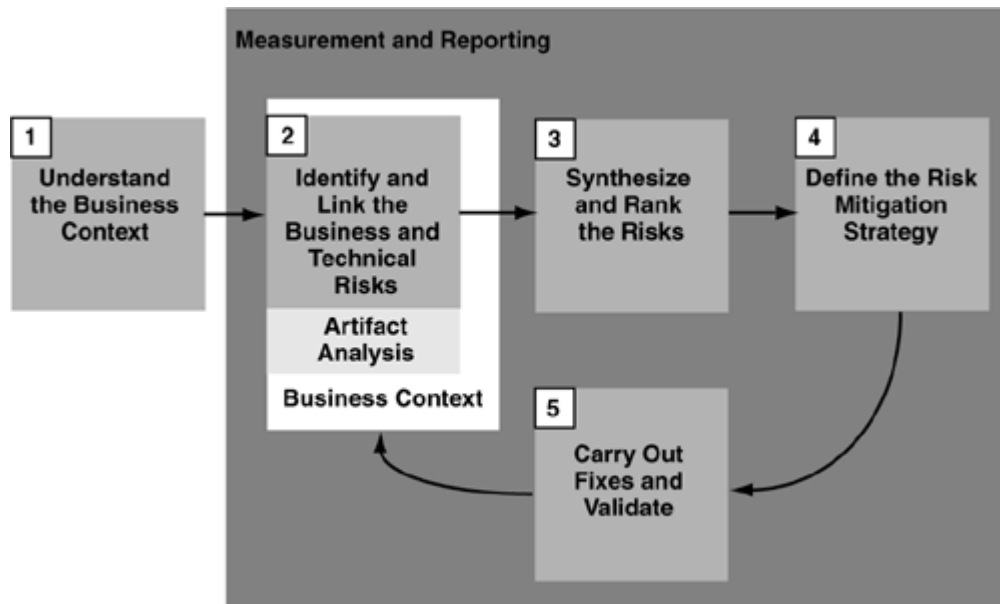 Measurement and Reporting
1
Understand
the Business
Context
2
Identify and
Link the
Business and
Technical
Risks
Artifact
Analysis
Business Context
3
Synthesize
and Rank
the Risks
4
Define the Risk
Mitigation
Strategy
5
Carry Out
Fixes and
Validate